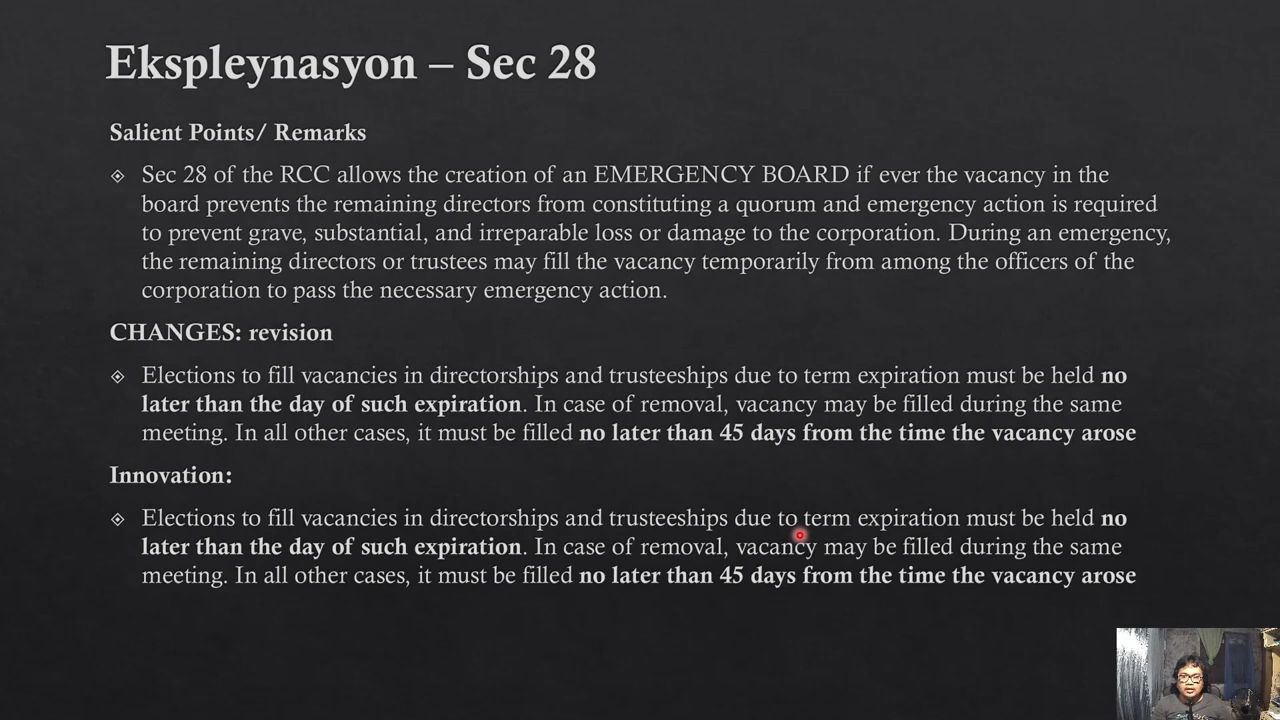 Ekspleynasyon – Sec 28
Salient Points/ Remarks
Sec 28 of the RCC allows the creation of an EMERGENCY BOARD if ever the vacancy in the
board prevents the remaining directors from constituting a quorum and emergency action is required
to prevent grave, substantial, and irreparable loss or damage to the corporation. During an emergency,
the remaining directors or trustees may fill the vacancy temporarily from among the officers of the
corporation to pass the necessary emergency action.
CHANGES: revision
Elections to fill vacancies in directorships and trusteeships due to term expiration must be held no
later than the day of such expiration. In case of removal, vacancy may be filled during the same
meeting. In all other cases, it must be filled no later than 45 days from the time the vacancy arose
Innovation:
Elections to fill vacancies in directorships and trusteeships due to term expiration must be held no
later than the day of such expiration. In case of removal, vacancy may be filled during the same
meeting. In all other cases, it must be filled no later than 45 days from the time the vacancy arose